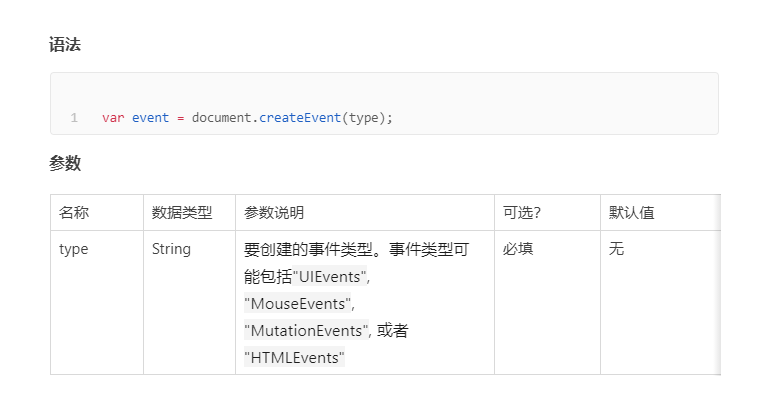 语法
1 var event = document.createEvent(type);
参数
名称 数据类型 参数说明 可选? 默认值
type String 要创建的事件类型。事件类型可 必填 无
能包括"UIEvents",
"MouseEvents",
"MutationEvents", 或者
"HTMLEvents"